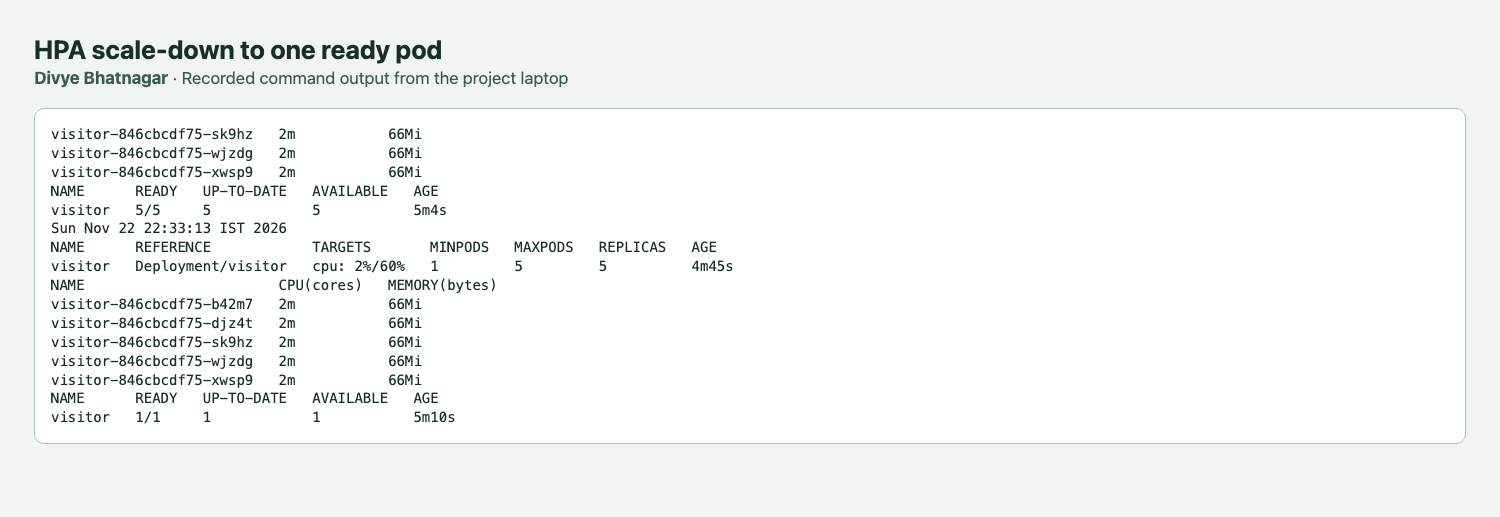 HPA scale-down to one ready pod
Divye Bhatnagar · Recorded command output from the project laptop
visitor-846cbcdf75-sk9hz   2m           66Mi
visitor-846cbcdf75-wjzdg   2m           66Mi
visitor-846cbcdf75-xwsp9   2m           66Mi
NAME      READY   UP-TO-DATE   AVAILABLE   AGE
visitor   5/5     5            5           5m4s
Sun Nov 22 22:33:13 IST 2026
NAME      REFERENCE            TARGETS       MINPODS   MAXPODS   REPLICAS   AGE
visitor   Deployment/visitor   cpu: 2%/60%   1         5         5          4m45s
NAME                       CPU(cores)   MEMORY(bytes)
visitor-846cbcdf75-b42m7   2m           66Mi
visitor-846cbcdf75-djz4t   2m           66Mi
visitor-846cbcdf75-sk9hz   2m           66Mi
visitor-846cbcdf75-wjzdg   2m           66Mi
visitor-846cbcdf75-xwsp9   2m           66Mi
NAME      READY   UP-TO-DATE   AVAILABLE   AGE
visitor   1/1     1            1           5m10s